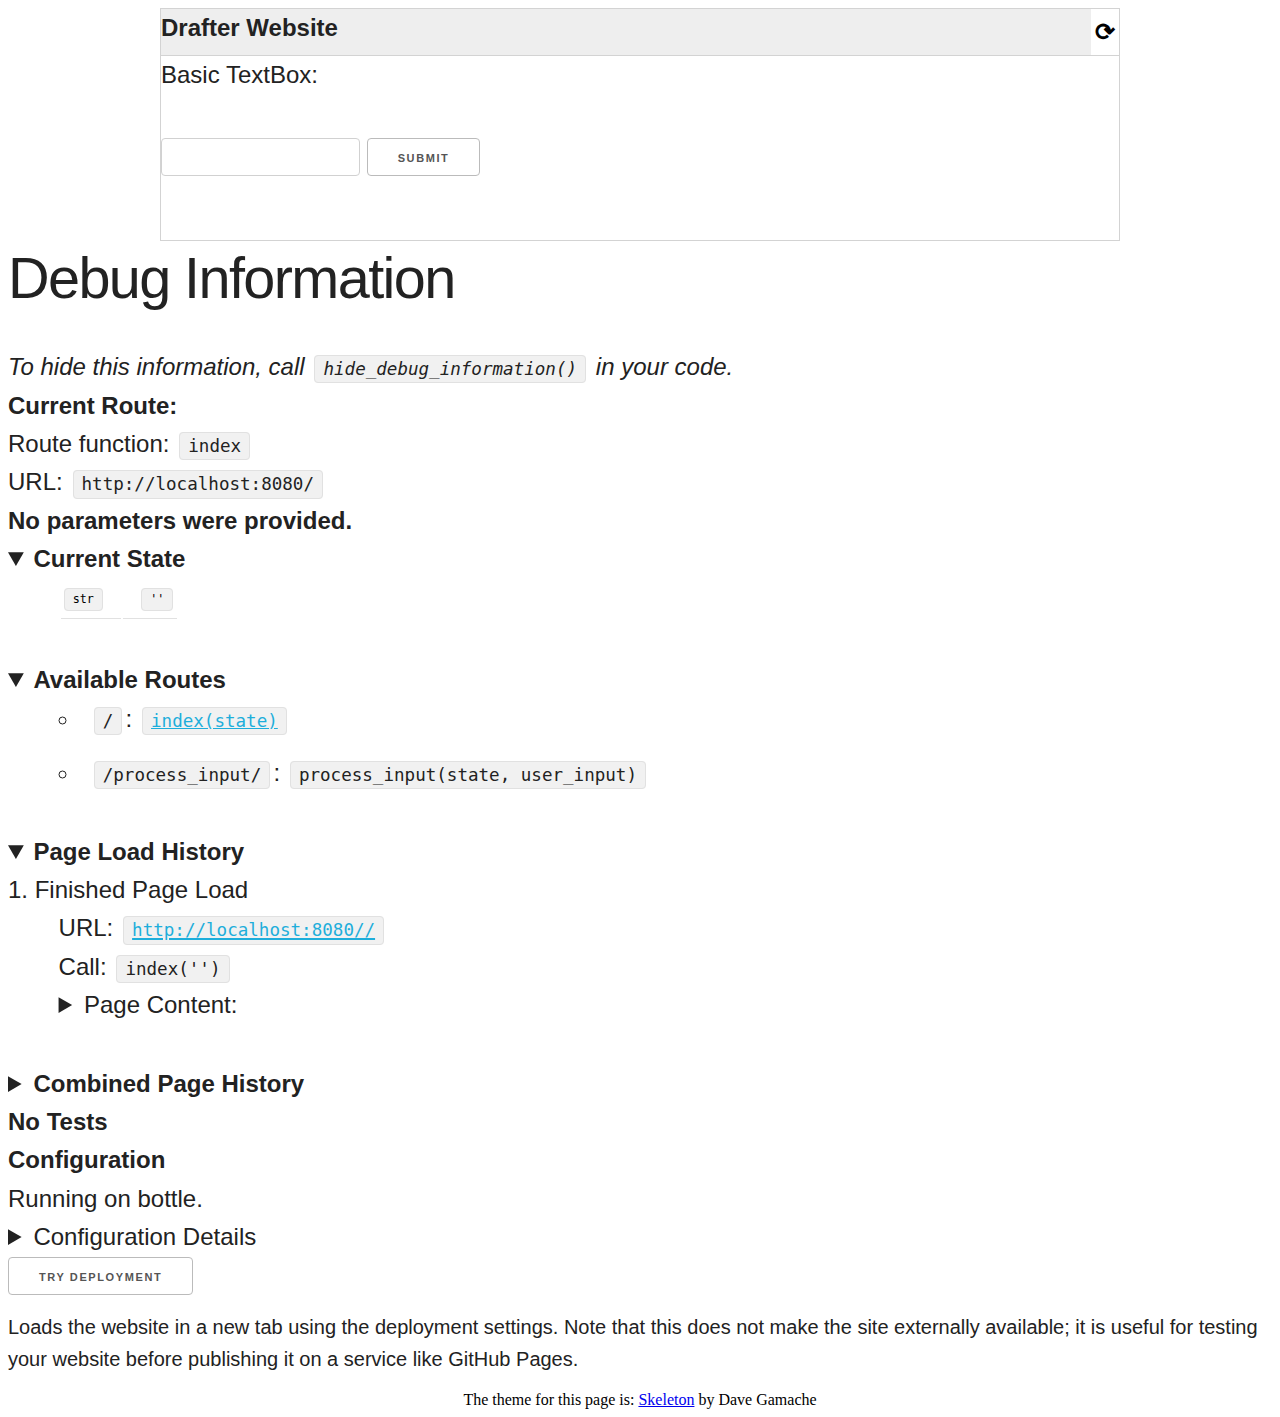 Drafter Website ⟳
Basic TextBox:
SUBMIT
Debug Information
To hide this information, call hide_debug_information() in your code.
Current Route:
Route function: index
URL: http://localhost:8080/
No parameters were provided.
▼ Current State
str ''
▼ Available Routes
/ : index(state)
/process_input/ : process_input(state, user_input)
▼ Page Load History
1. Finished Page Load
URL: http://localhost:8080//
Call: index('')
▶ Page Content:
▶ Combined Page History
No Tests
Configuration
Running on bottle.
▶ Configuration Details
TRY DEPLOYMENT
Loads the website in a new tab using the deployment settings. Note that this does not make the site externally available; it is useful for testing
your website before publishing it on a service like GitHub Pages.
The theme for this page is: Skeleton by Dave Gamache